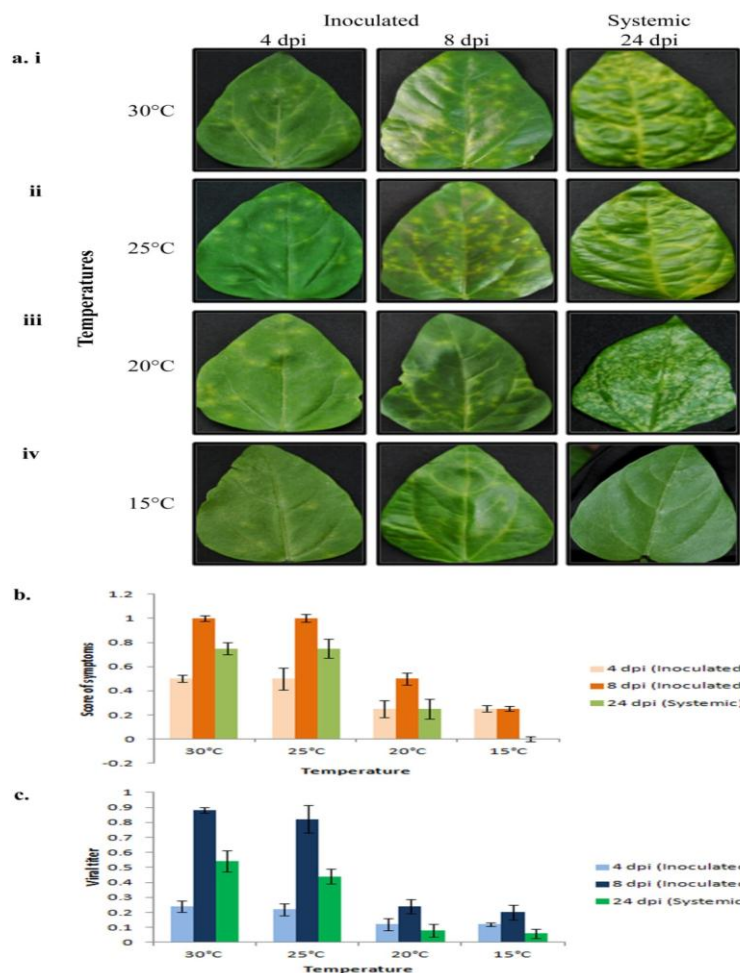 Inoculated Systemic
4 dpi 8 dpi 24 dpi
a. i
30°C
ii
25°C
Temperatures
iii
20°C
iv
15°C
b.
1.2
1
0.8
0.6
0.4
0.2
0
-0.2
Score of symptoms
30°C 25°C 20°C 15°C
Temperature
4 dpi (Inoculated
8 dpi (Inoculated
24 dpi (Systemic)
c.
1
0.9
0.8
0.7
0.6
0.5
0.4
0.3
0.2
0.1
0
Viral titer
30°C 25°C 20°C 15°C
Temperature
4 dpi (Inoculated
8 dpi (Inoculated
24 dpi (Systemic